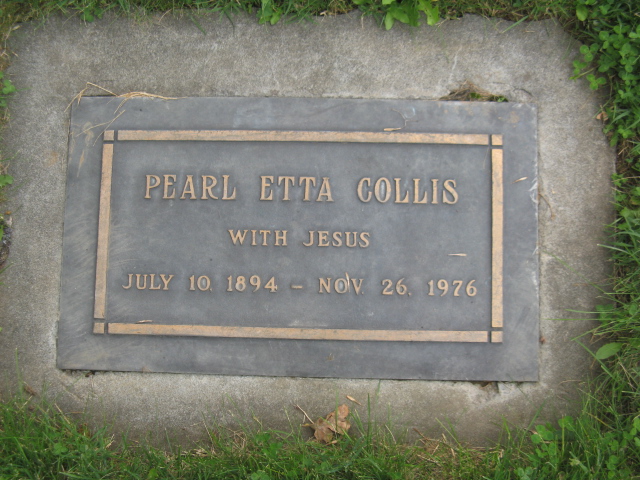 PEARL ETTA COLLIS
WITH JESUS
JULY 10, 1894 – NOV. 26, 1976